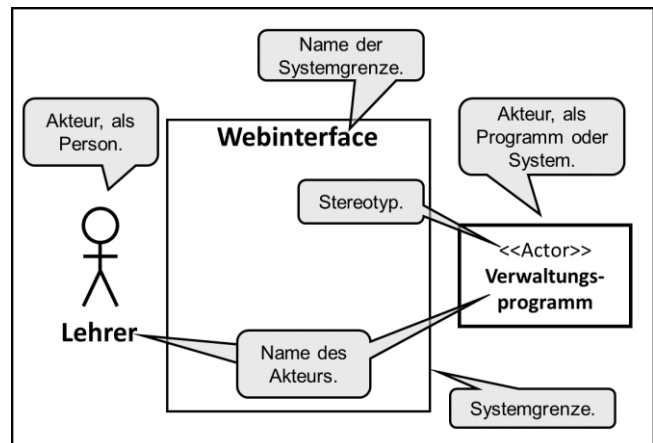 Name der
Systemgrenze.
Akteur, als
Person.
Akteur, als
Programm oder
System.
Webinterface
Stereotyp.
<<Actor>>
Verwaltungs-
programm
Lehrer
Name des
Akteurs.
Systemgrenze.